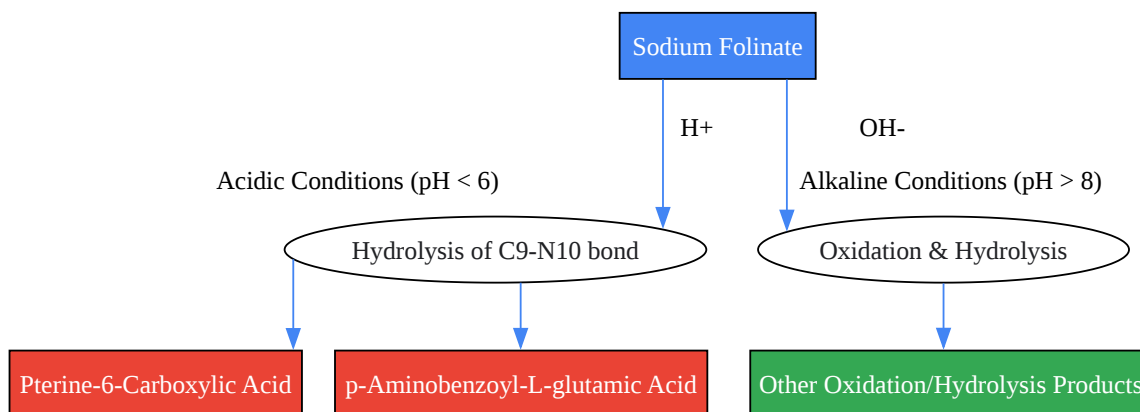 Sodium Folinate
H+
OH-
Acidic Conditions (pH < 6)
Alkaline Conditions (pH > 8)
Hydrolysis of C9-N10 bond
Oxidation & Hydrolysis
Pterine-6-Carboxylic Acid
p-Aminobenzoyl-L-glutamic Acid
Other Oxidation/Hydrolysis Products